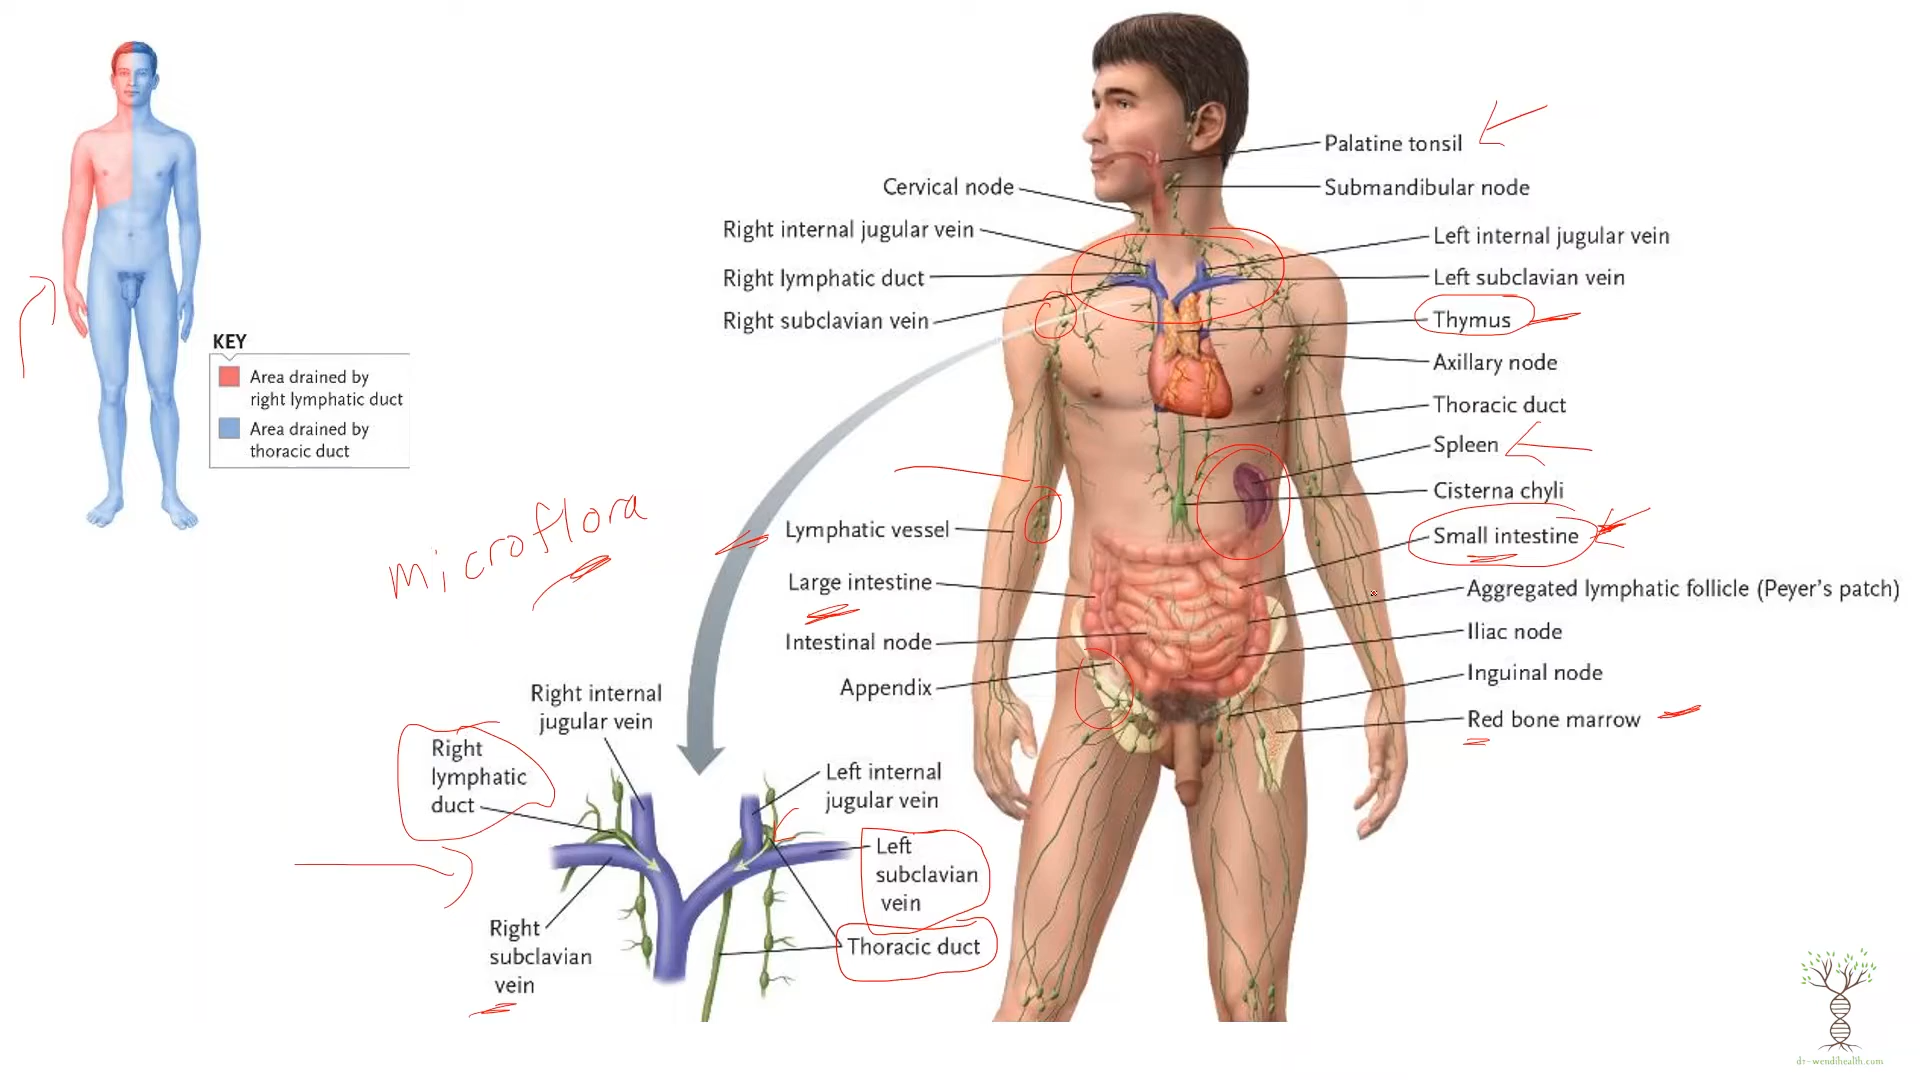 KEY
Area drained by
right lymphatic duct
Area drained by
thoracic duct
microflora
Cervical node
Right internal jugular vein
Right lymphatic duct
Right subclavian vein
Lymphatic vessel
Large intestine
Intestinal node
Appendix
Palatine tonsil
Submandibular node
Left internal jugular vein
Left subclavian vein
Thymus
Axillary node
Thoracic duct
Spleen
Cisterna chyli
Small intestine
Aggregated lymphatic follicle (Peyer's patch)
Iliac node
Inguinal node
Red bone marrow
Right internal
jugular vein
Right
lymphatic
duct
Left internal
jugular vein
Left
subclavian
vein
Right
subclavian
vein
Thoracic duct
dr-wendihealth.com